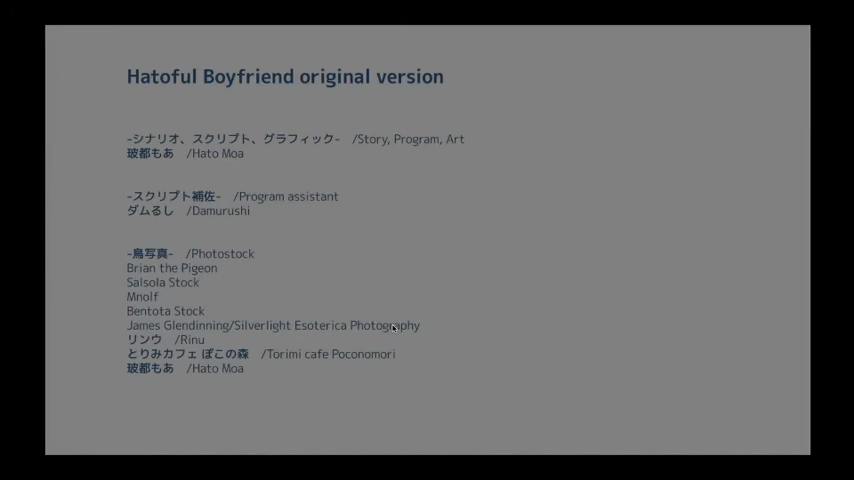 Hatoful Boyfriend original version
-シナリオ、スクリプト、グラフィック- /Story, Program, Art
玻都もあ /Hato Moa
-スクリプト補佐- /Program assistant
ダムるし /Damurushi
-鳥写真- /Photostock
Brian the Pigeon
Salsola Stock
Mnolf
Bentota Stock
James Glendinning/Silverlight Esoterica Photography
リンウ /Rinu
とりみカフェ ぽこの森 /Torimi cafe Poconomori
玻都もあ /Hato Moa